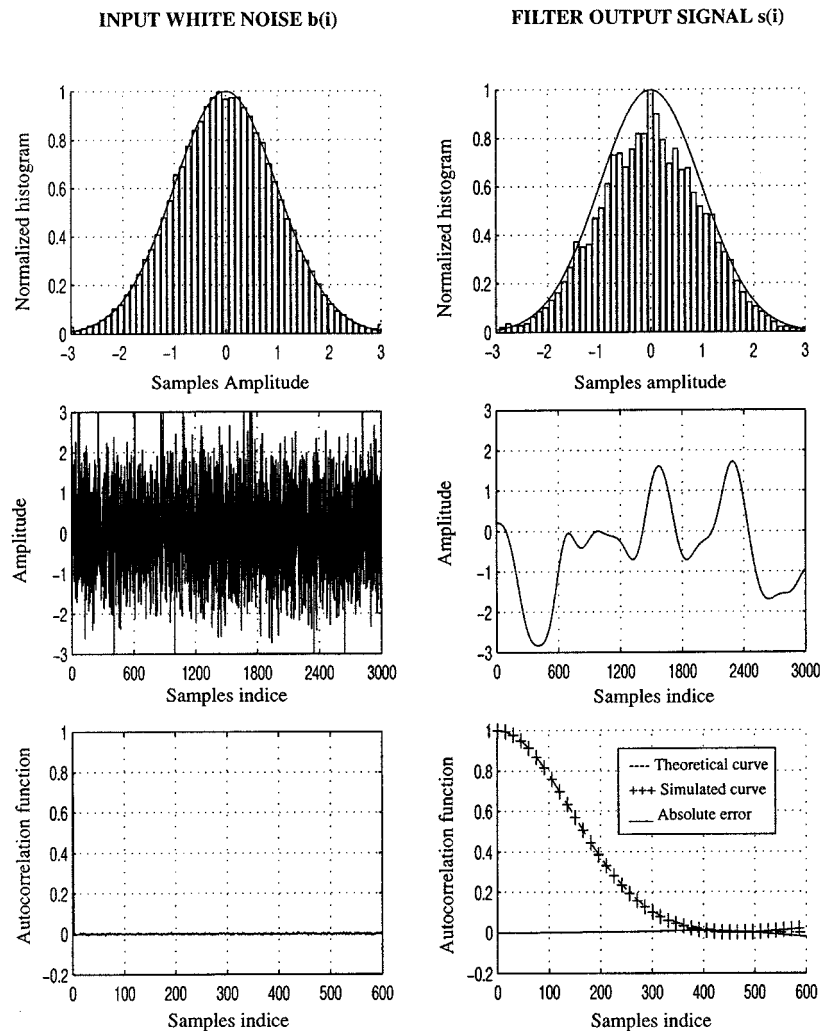 INPUT WHITE NOISE b(i)
FILTER OUTPUT SIGNAL s(i)
Normalized histogram
1
0.8
0.6
0.4
0.2
0
-3 -2 -1 0 1 2 3
Samples Amplitude
Normalized histogram
1
0.8
0.6
0.4
0.2
0
-3 -2 -1 0 1 2 3
Samples amplitude
Amplitude
3
2
1
0
-1
-2
-3
0 600 1200 1800 2400 3000
Samples indice
Amplitude
3
2
1
0
-1
-2
-3
0 600 1200 1800 2400 3000
Samples indice
Autocorrelation function
1
0.8
0.6
0.4
0.2
0
-0.2
0 100 200 300 400 500 600
Samples indice
Autocorrelation function
1
0.8
0.6
0.4
0.2
0
-0.2
0 100 200 300 400 500 600
Samples indice
---- Theoretical curve
+++ Simulated curve
— Absolute error